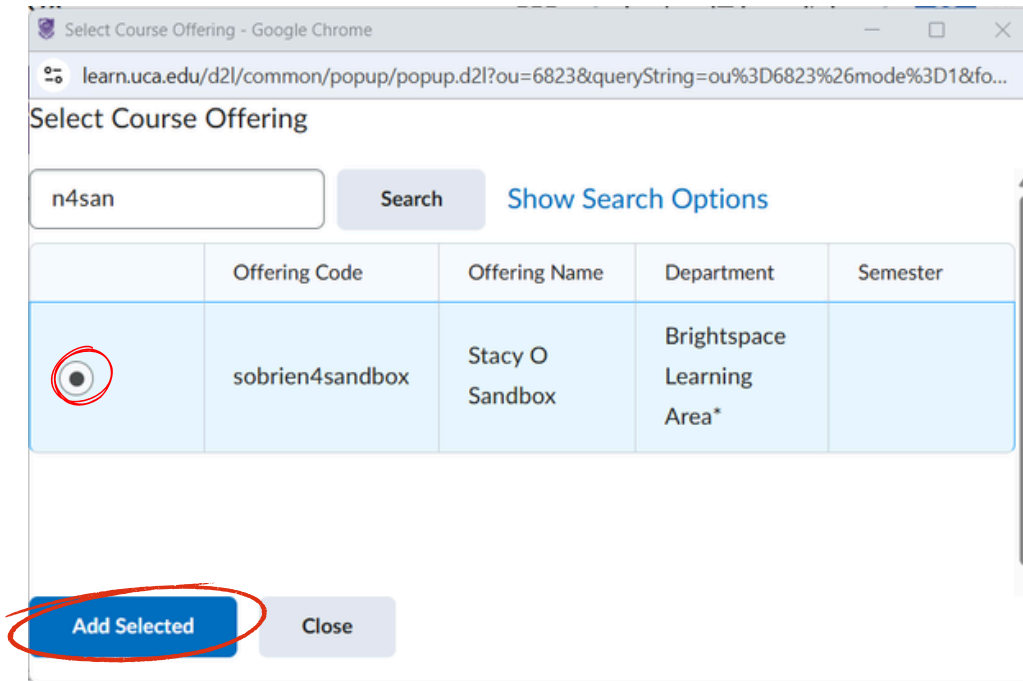 Select Course Offering - Google Chrome
learn.uca.edu/d2l/common/popup/popup.d2l?ou=6823&queryString=ou%3D6823%26mode%3D1&fo...
Select Course Offering
n4san Search Show Search Options
Offering Code Offering Name Department Semester
sobrien4sandbox
Stacy O
Sandbox
Brightspace
Learning
Area*
Add Selected Close